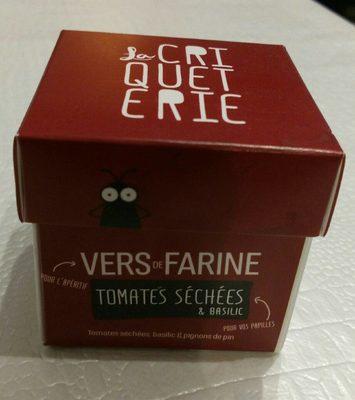 La CRI
QUET
ERIE
VERS DE FARINE
POUR L'APÉRITIF
TOMATES SÉCHÉES
& BASILIC
POUR VOS PAPILLES
Tomates séchées, basilic & pignons de pin